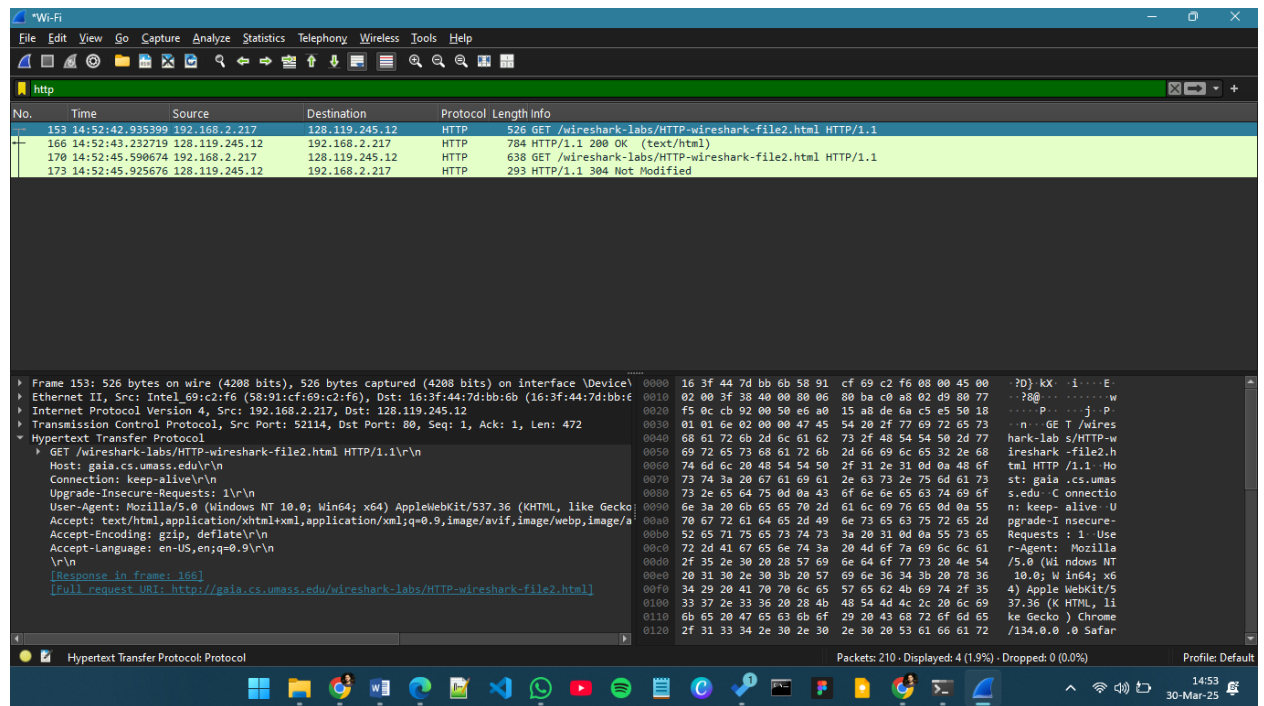 *Wi-Fi
File Edit View Go Capture Analyze Statistics Telephony Wireless Tools Help
http
No. Time Source Destination Protocol Length Info
153 14:52:42.935399 192.168.2.217 128.119.245.12 HTTP 526 GET /wireshark-labs/HTTP-wireshark-file2.html HTTP/1.1
166 14:52:43.232719 128.119.245.12 192.168.2.217 HTTP 784 HTTP/1.1 200 OK (text/html)
170 14:52:45.590674 192.168.2.217 128.119.245.12 HTTP 638 GET /wireshark-labs/HTTP-wireshark-file2.html HTTP/1.1
173 14:52:45.925676 128.119.245.12 192.168.2.217 HTTP 293 HTTP/1.1 304 Not Modified
Frame 153: 526 bytes on wire (4208 bits), 526 bytes captured (4208 bits) on interface \Device\
Ethernet II, Src: Intel_69:c2:f6 (58:91:cf:69:c2:f6), Dst: 16:3f:44:7d:bb:6b (16:3f:44:7d:bb:6
Internet Protocol Version 4, Src: 192.168.2.217, Dst: 128.119.245.12
Transmission Control Protocol, Src Port: 52114, Dst Port: 80, Seq: 1, Ack: 1, Len: 472
Hypertext Transfer Protocol
GET /wireshark-labs/HTTP-wireshark-file2.html HTTP/1.1\r\n
Host: gaia.cs.umass.edu\r\n
Connection: keep-alive\r\n
Upgrade-Insecure-Requests: 1\r\n
User-Agent: Mozilla/5.0 (Windows NT 10.0; Win64; x64) AppleWebKit/537.36 (KHTML, like Gecko
Accept: text/html,application/xhtml+xml,application/xml;q=0.9,image/avif,image/webp,image/a
Accept-Encoding: gzip, deflate\r\n
Accept-Language: en-US,en;q=0.9\r\n
\r\n
[Response in frame: 166]
[Full request URI: http://gaia.cs.umass.edu/wireshark-labs/HTTP-wireshark-file2.html]
0000 16 3f 44 7d bb 6b 58 91 cf 69 c2 f6 08 00 45 00 ·?D}·kX· ·i····E·
0010 02 00 3f 38 40 00 80 06 80 ba c0 a8 02 d9 80 77 ··?8@··· ·······w
0020 f5 0c cb 92 00 50 e6 a0 15 a8 de 6a c5 e5 50 18 ·····P·· ···j··P·
0030 01 01 6e 02 00 00 47 45 54 20 2f 77 69 72 65 73 ··n···GE T /wires
0040 68 61 72 6b 2d 6c 61 62 73 2f 48 54 54 50 2d 77 hark-lab s/HTTP-w
0050 69 72 65 73 68 61 72 6b 2d 66 69 6c 65 32 2e 68 ireshark -file2.h
0060 74 6d 6c 20 48 54 54 50 2f 31 2e 31 0d 0a 48 6f tml HTTP /1.1··Ho
0070 73 74 3a 20 67 61 69 61 2e 63 73 2e 75 6d 61 73 st: gaia .cs.umas
0080 73 2e 65 64 75 0d 0a 43 6f 6e 6e 65 63 74 69 6f s.edu··C onnectio
0090 6e 3a 20 6b 65 65 70 2d 61 6c 69 76 65 0d 0a 55 n: keep- alive··U
00a0 70 67 72 61 64 65 2d 49 6e 73 65 63 75 72 65 2d pgrade-I nsecure-
00b0 52 65 71 75 65 73 74 73 3a 20 31 0d 0a 55 73 65 Requests : 1··Use
00c0 72 2d 41 67 65 6e 74 3a 20 4d 6f 7a 69 6c 6c 61 r-Agent: Mozilla
00d0 2f 35 2e 30 20 28 57 69 6e 64 6f 77 73 20 4e 54 /5.0 (Wi ndows NT
00e0 20 31 30 2e 30 3b 20 57 69 6e 36 34 3b 20 78 36 10.0; W in64; x6
00f0 34 29 20 41 70 70 6c 65 57 65 62 4b 69 74 2f 35 4) Apple WebKit/5
0100 33 37 2e 33 36 20 28 4b 48 54 4d 4c 2c 20 6c 69 37.36 (K HTML, li
0110 6b 65 20 47 65 63 6b 6f 29 20 43 68 72 6f 6d 65 ke Gecko ) Chrome
0120 2f 31 33 34 2e 30 2e 30 2e 30 20 53 61 66 61 72 /134.0.0 .0 Safar
Hypertext Transfer Protocol: Protocol
Packets: 210 · Displayed: 4 (1.9%) · Dropped: 0 (0.0%)
Profile: Default
14:53
30-Mar-25